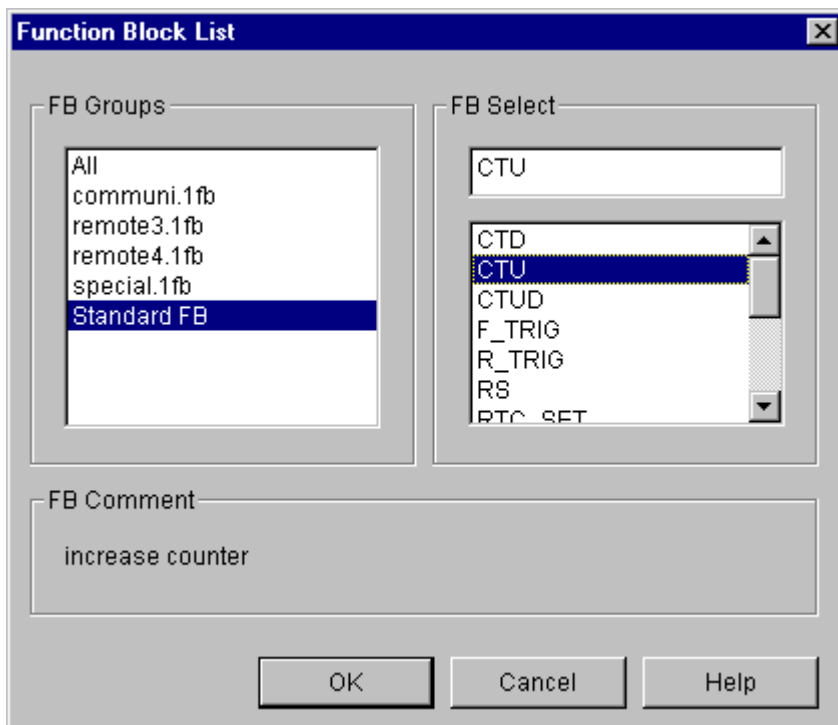 Function Block List
FB Groups
All
communi.1fb
remote3.1fb
remote4.1fb
special.1fb
Standard FB
FB Select
CTU
CTD
CTU
CTUD
F_TRIG
R_TRIG
RS
RTC_SET
FB Comment
increase counter
OK
Cancel
Help